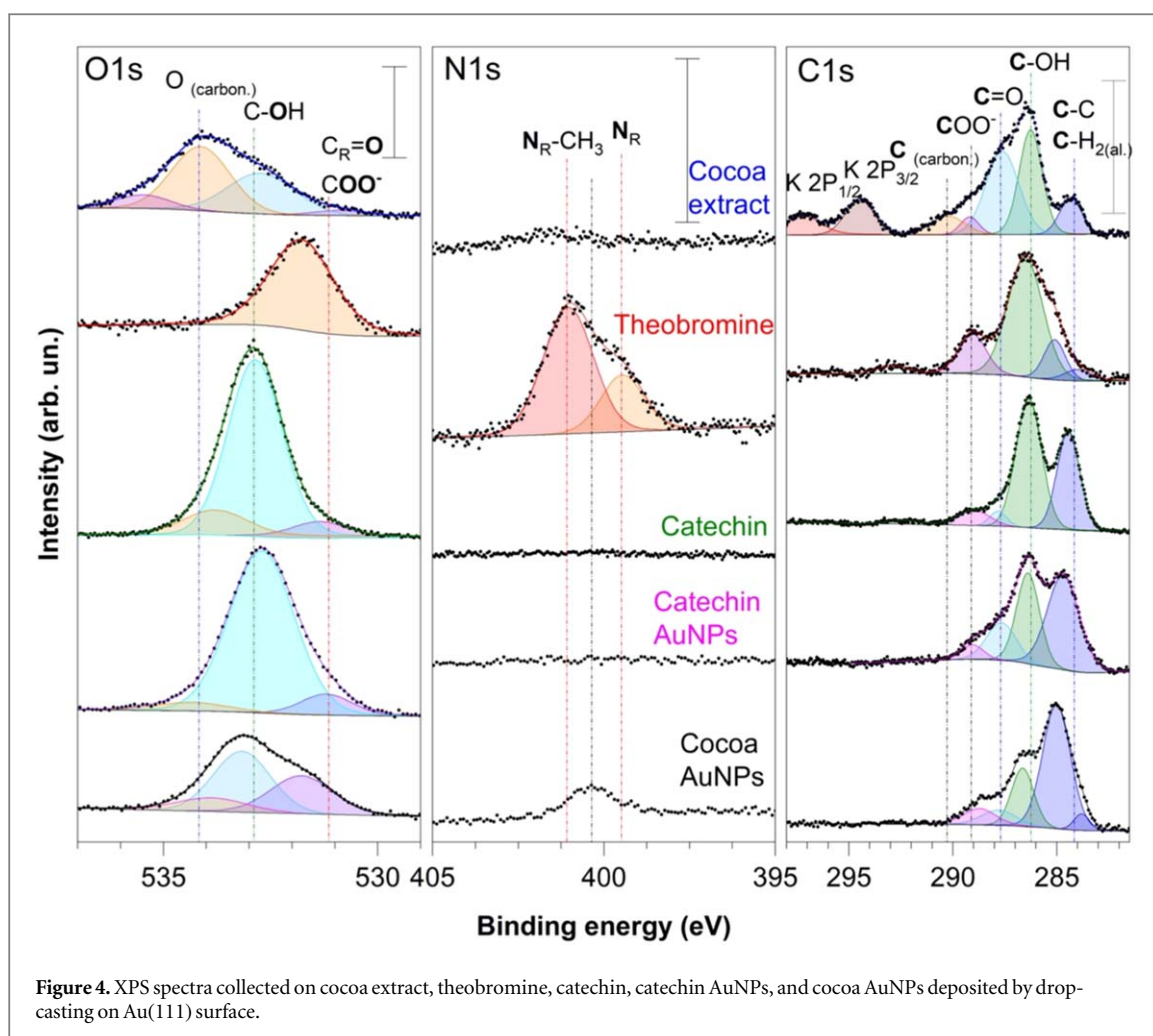 O1s
O (carbon.)
C-OH
C_R=O
COO⁻
N1s
N_R-CH₃
N_R
Cocoa
extract
Theobromine
Catechin
Catechin
AuNPs
Cocoa
AuNPs
C1s
C-OH
C=O
COO⁻
C (carbon.)
K 2P₁/₂
K 2P₃/₂
C-C
C-H₂(al.)
Intensity (arb. un.)
535
530
405
400
395
295
290
285
Binding energy (eV)
Figure 4. XPS spectra collected on cocoa extract, theobromine, catechin, catechin AuNPs, and cocoa AuNPs deposited by drop-
casting on Au(111) surface.